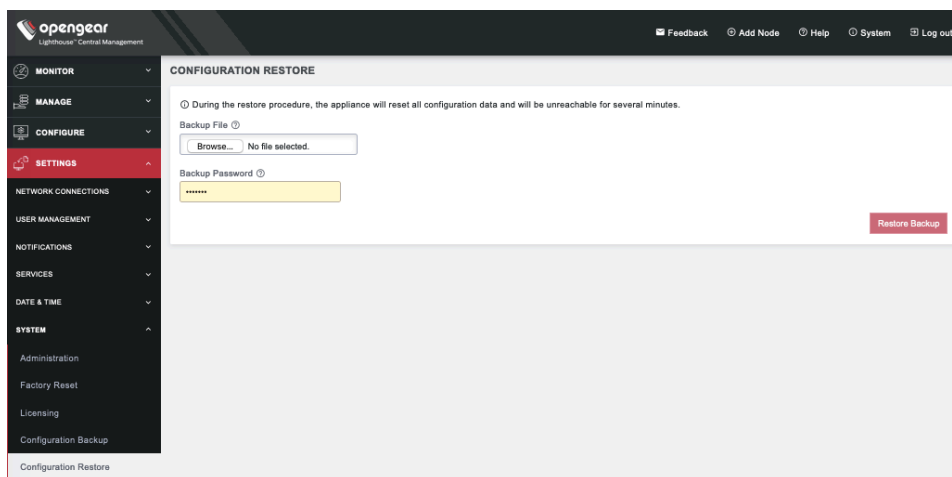 opengear
Lighthouse™ Central Management
Feedback
Add Node
Help
System
Log out
MONITOR
MANAGE
CONFIGURE
SETTINGS
NETWORK CONNECTIONS
USER MANAGEMENT
NOTIFICATIONS
SERVICES
DATE & TIME
SYSTEM
Administration
Factory Reset
Licensing
Configuration Backup
Configuration Restore
CONFIGURATION RESTORE
During the restore procedure, the appliance will reset all configuration data and will be unreachable for several minutes.
Backup File
Browse... No file selected.
Backup Password
•••••••
Restore Backup